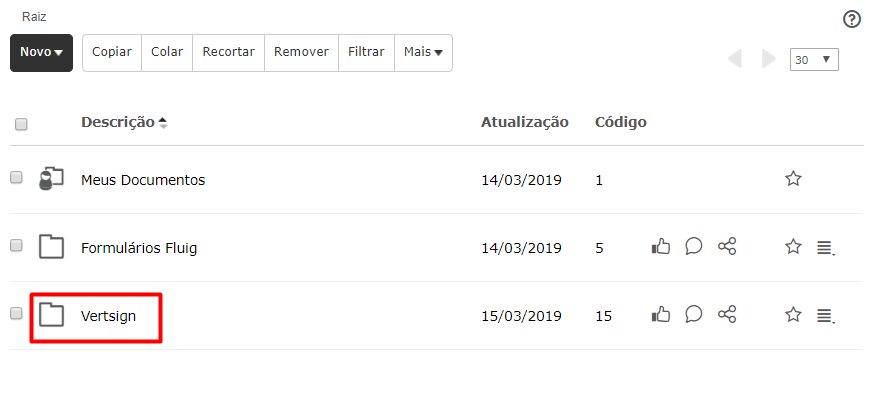 Raiz
?
Novo Copiar Colar Recortar Remover Filtrar Mais
30
Descrição Atualização Código
Meus Documentos 14/03/2019 1
Formulários Fluig 14/03/2019 5
Vertsign 15/03/2019 15